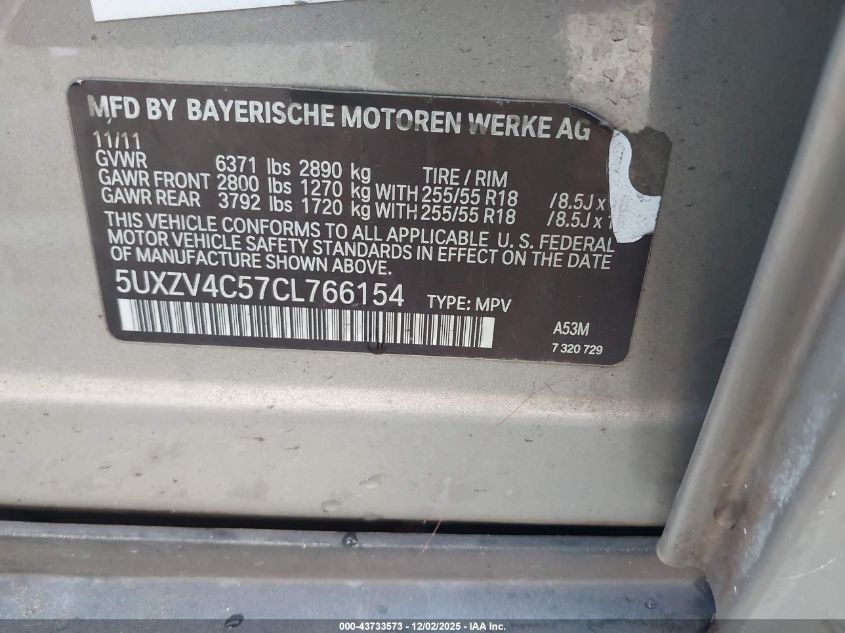 MFD BY BAYERISCHE MOTOREN WERKE AG
11/11
GVWR 6371 lbs 2890 kg TIRE / RIM
GAWR FRONT 2800 lbs 1270 kg WITH 255/55 R18 /8.5J x
GAWR REAR 3792 lbs 1720 kg WITH 255/55 R18 /8.5J x
THIS VEHICLE CONFORMS TO ALL APPLICABLE U.S. FEDERAL
MOTOR VEHICLE SAFETY STANDARDS IN EFFECT ON THE DATE
OF MANUFACTURE SHOWN ABOVE.
5UXZV4C57CL766154 TYPE: MPV
A53M
7 320 729
000-43733573 - 12/02/2025 - IAA Inc.